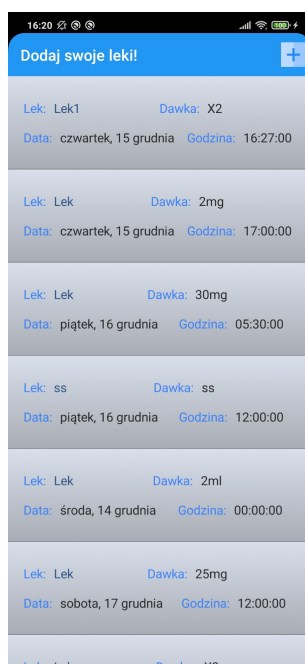 16:20
100
Dodaj swoje leki!
Lek: Lek1 Dawka: X2
Data: czwartek, 15 grudnia Godzina: 16:27:00
Lek: Lek Dawka: 2mg
Data: czwartek, 15 grudnia Godzina: 17:00:00
Lek: Lek Dawka: 30mg
Data: piątek, 16 grudnia Godzina: 05:30:00
Lek: ss Dawka: ss
Data: piątek, 16 grudnia Godzina: 12:00:00
Lek: Lek Dawka: 2ml
Data: środa, 14 grudnia Godzina: 00:00:00
Lek: Lek Dawka: 25mg
Data: sobota, 17 grudnia Godzina: 12:00:00